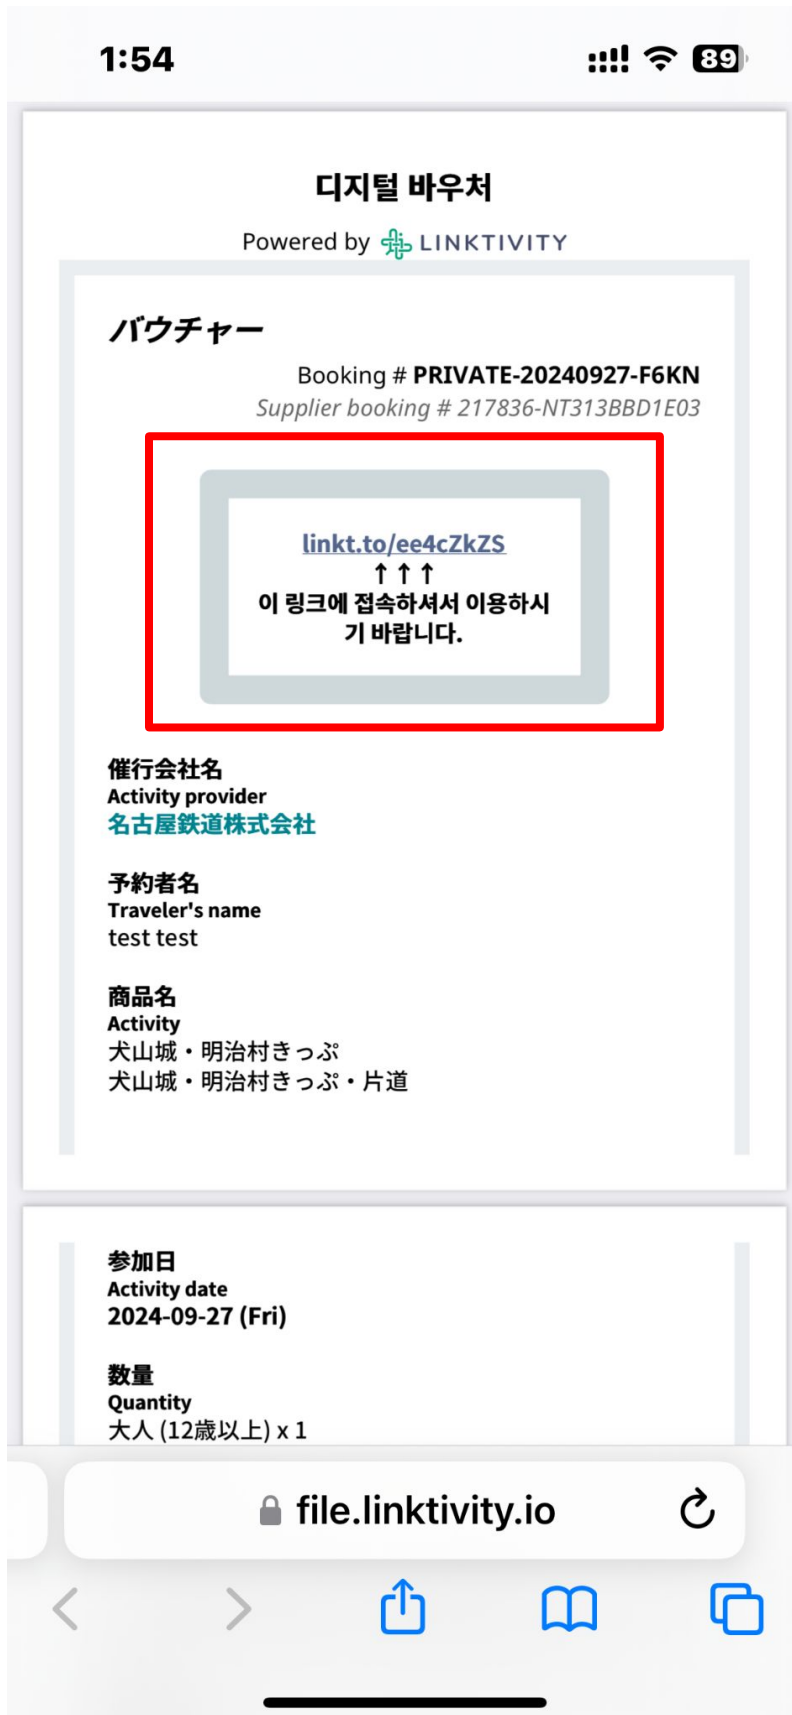 1:54
89
디지털 바우처
Powered by LINKTIVITY
バウチャー
Booking # PRIVATE-20240927-F6KN
Supplier booking # 217836-NT313BBD1E03
linkt.to/ee4cZkZS
↑ ↑ ↑
이 링크에 접속하셔서 이용하시
기 바랍니다.
催行会社名
Activity provider
名古屋鉄道株式会社
予約者名
Traveler's name
test test
商品名
Activity
犬山城・明治村きっぷ
犬山城・明治村きっぷ・片道
参加日
Activity date
2024-09-27 (Fri)
数量
Quantity
大人 (12歳以上) x 1
file.linktivity.io